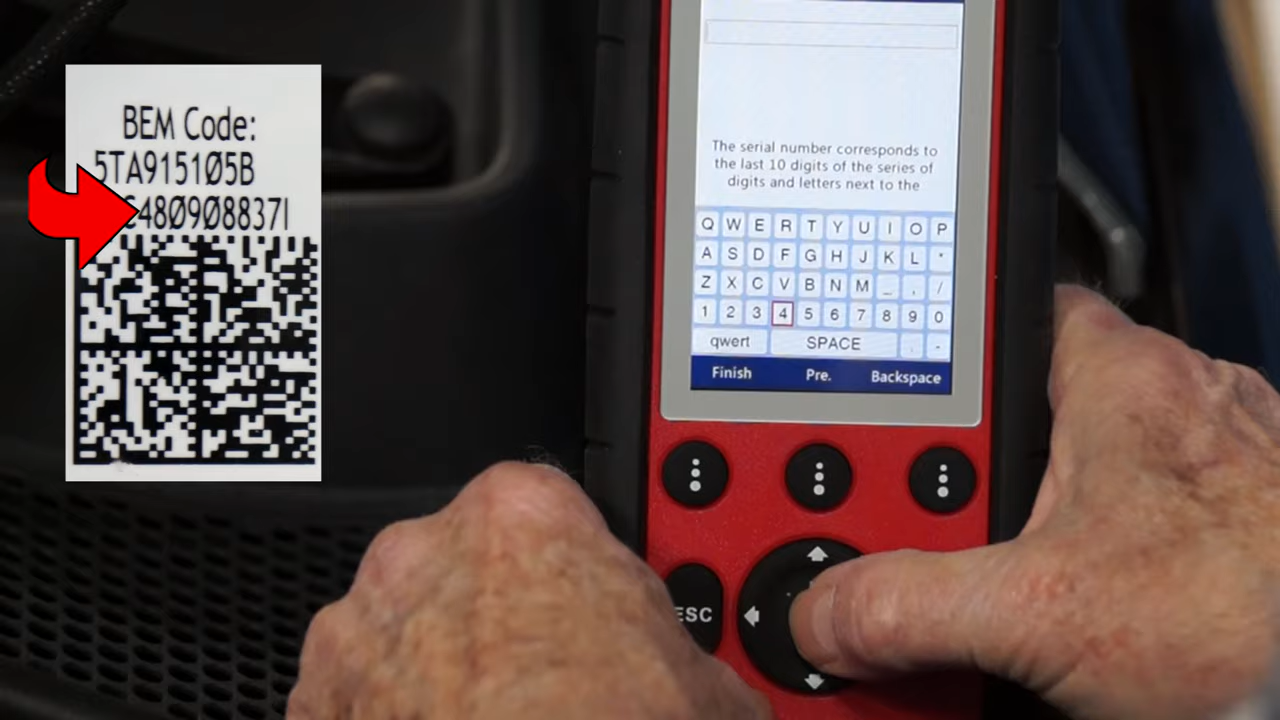 BEM Code:
5TA915105B
48Ø9Ø88371
The serial number corresponds to
the last 10 digits of the series of
digits and letters next to the
Q W E R T Y U I O P
A S D F G H J K L *
Z X C V B N M _ , /
1 2 3 4 5 6 7 8 9 0
qwert SPACE . -
Finish Pre. Backspace
ESC